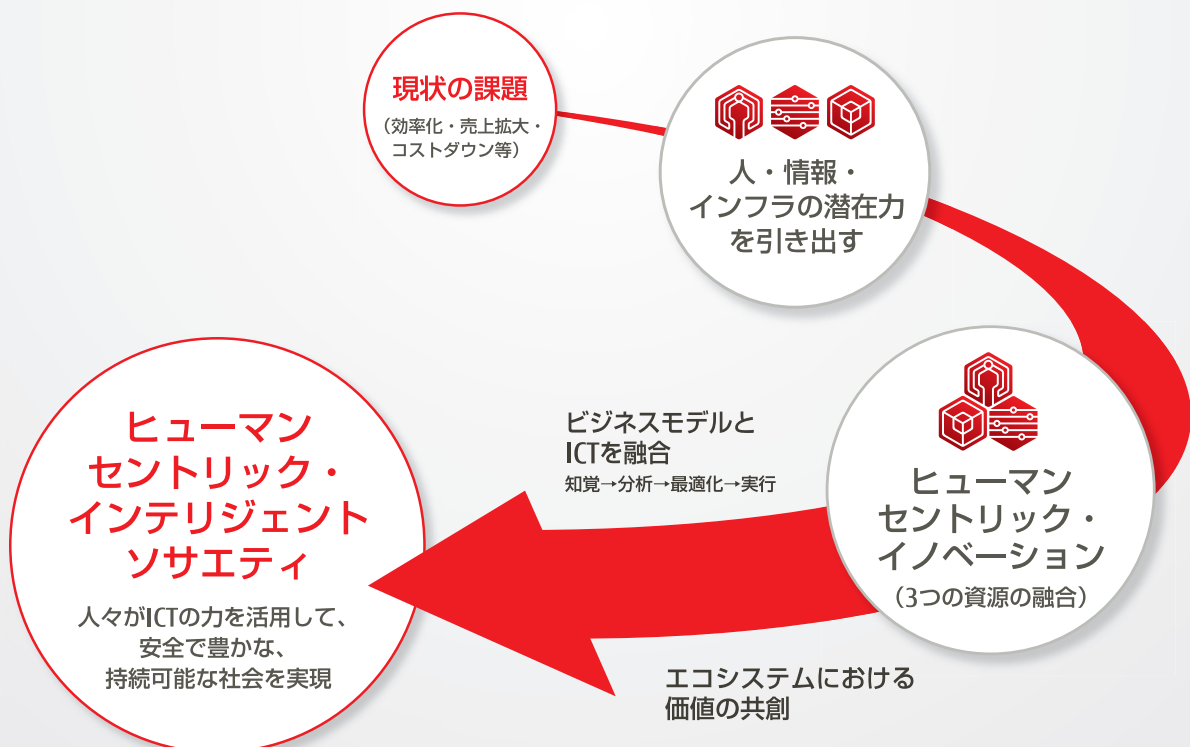 現状の課題
（効率化・売上拡大・
コストダウン等）
人・情報・
インフラの潜在力
を引き出す
ヒューマン
セントリック・
イノベーション
（3つの資源の融合）
ビジネスモデルと
ICTを融合
知覚→分析→最適化→実行
エコシステムにおける
価値の共創
ヒューマン
セントリック・
インテリジェント
ソサエティ
人々がICTの力を活用して、
安全で豊かな、
持続可能な社会を実現